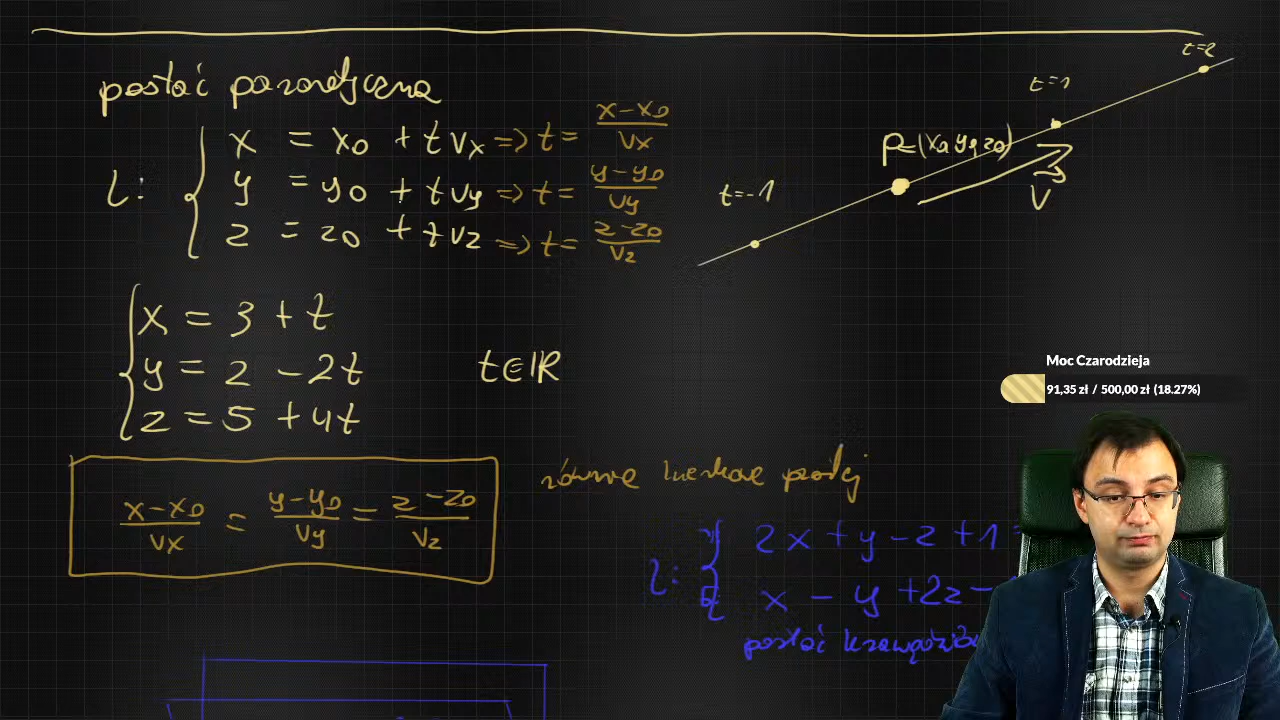 postać parametryczna
l: { x = x0 + t vx => t = (x-x0)/vx
y = y0 + t vy => t = (y-y0)/vy
z = z0 + t vz => t = (z-z0)/vz
t=-1
P=(x0 y0 z0)
t=1
t=2
V
{ x = 3 + t
y = 2 - 2t
z = 5 + 4t
t∈ℝ
Moc Czarodzieja
91,35 zł / 500,00 zł (18.27%)
(x-x0)/vx = (y-y0)/vy = (z-z0)/vz
równanie kierunkowe prostej
l: { 2x + y - z + 1 =
x - y + 2z -
postać